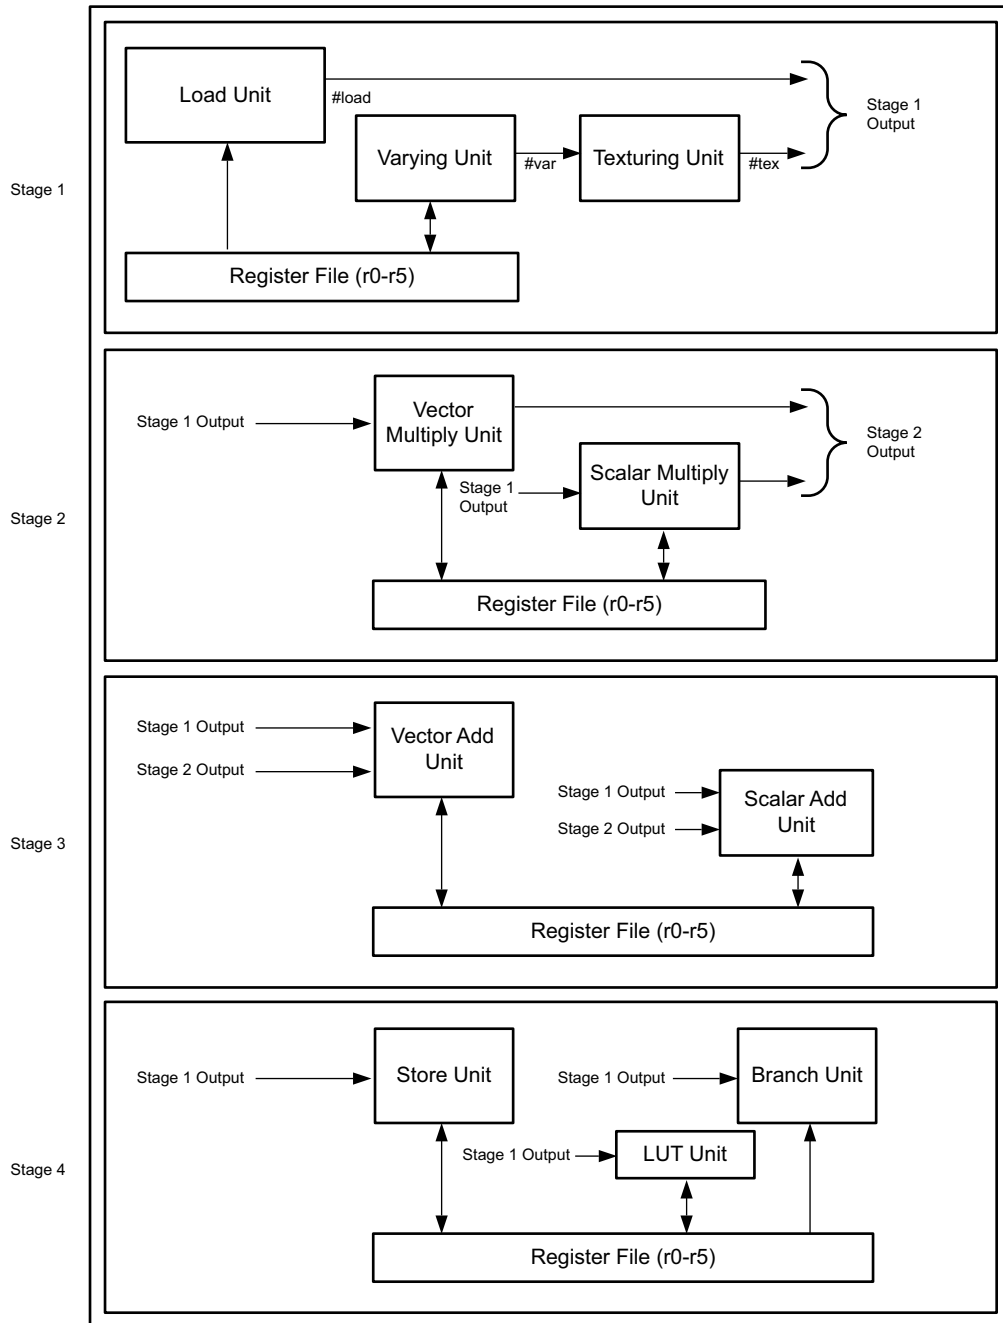 Load Unit
#load
Stage 1
Output
Varying Unit
#var
Texturing Unit
#tex
Stage 1
Register File (r0-r5)
Stage 1 Output
Vector
Multiply Unit
Stage 2
Output
Stage 1
Output
Scalar Multiply
Unit
Stage 2
Register File (r0-r5)
Stage 1 Output
Stage 2 Output
Vector Add
Unit
Stage 1 Output
Stage 2 Output
Scalar Add
Unit
Stage 3
Register File (r0-r5)
Stage 1 Output
Store Unit
Stage 1 Output
Branch Unit
Stage 1 Output
LUT Unit
Stage 4
Register File (r0-r5)